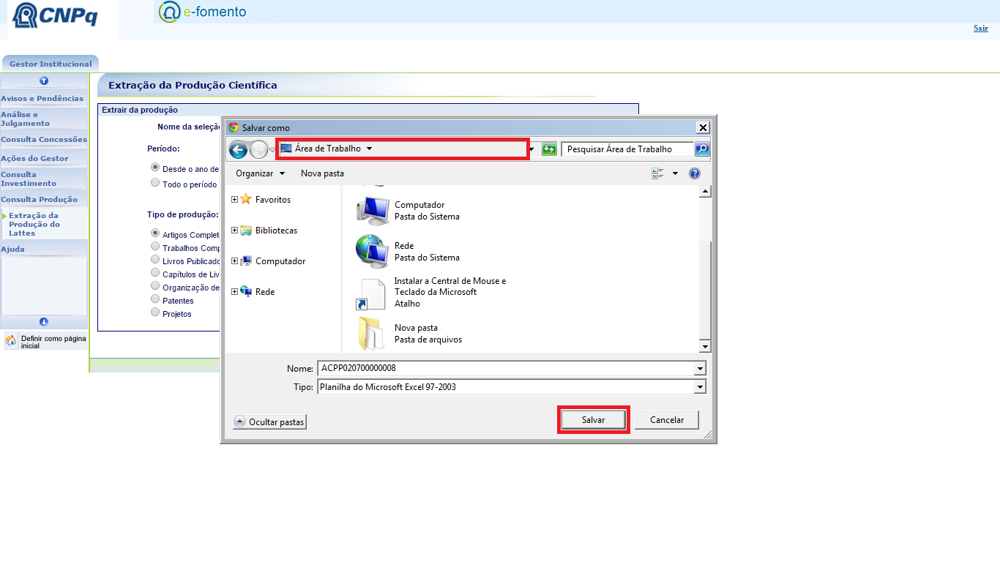 CNPq
e-fomento
Sair
Gestor Institucional
Avisos e Pendências
Análise e
Julgamento
Consulta Concessões
Ações do Gestor
Consulta
Investimento
Consulta Produção
Extração da
Produção do
Lattes
Ajuda
Definir como página
inicial
Extração da Produção Científica
Extrair da produção
Nome da seleção
Período:
Desde o ano de
Todo o período
Tipo de produção:
Artigos Complet
Trabalhos Comp
Livros Publicado
Capítulos de Liv
Organização de
Patentes
Projetos
Salvar como
Área de Trabalho
Pesquisar Área de Trabalho
Organizar
Nova pasta
Favoritos
Bibliotecas
Computador
Rede
Computador
Pasta do Sistema
Rede
Pasta do Sistema
Instalar a Central de Mouse e
Teclado da Microsoft
Atalho
Nova pasta
Pasta de arquivos
Nome: ACPP020700000008
Tipo: Planilha do Microsoft Excel 97-2003
Ocultar pastas
Salvar
Cancelar